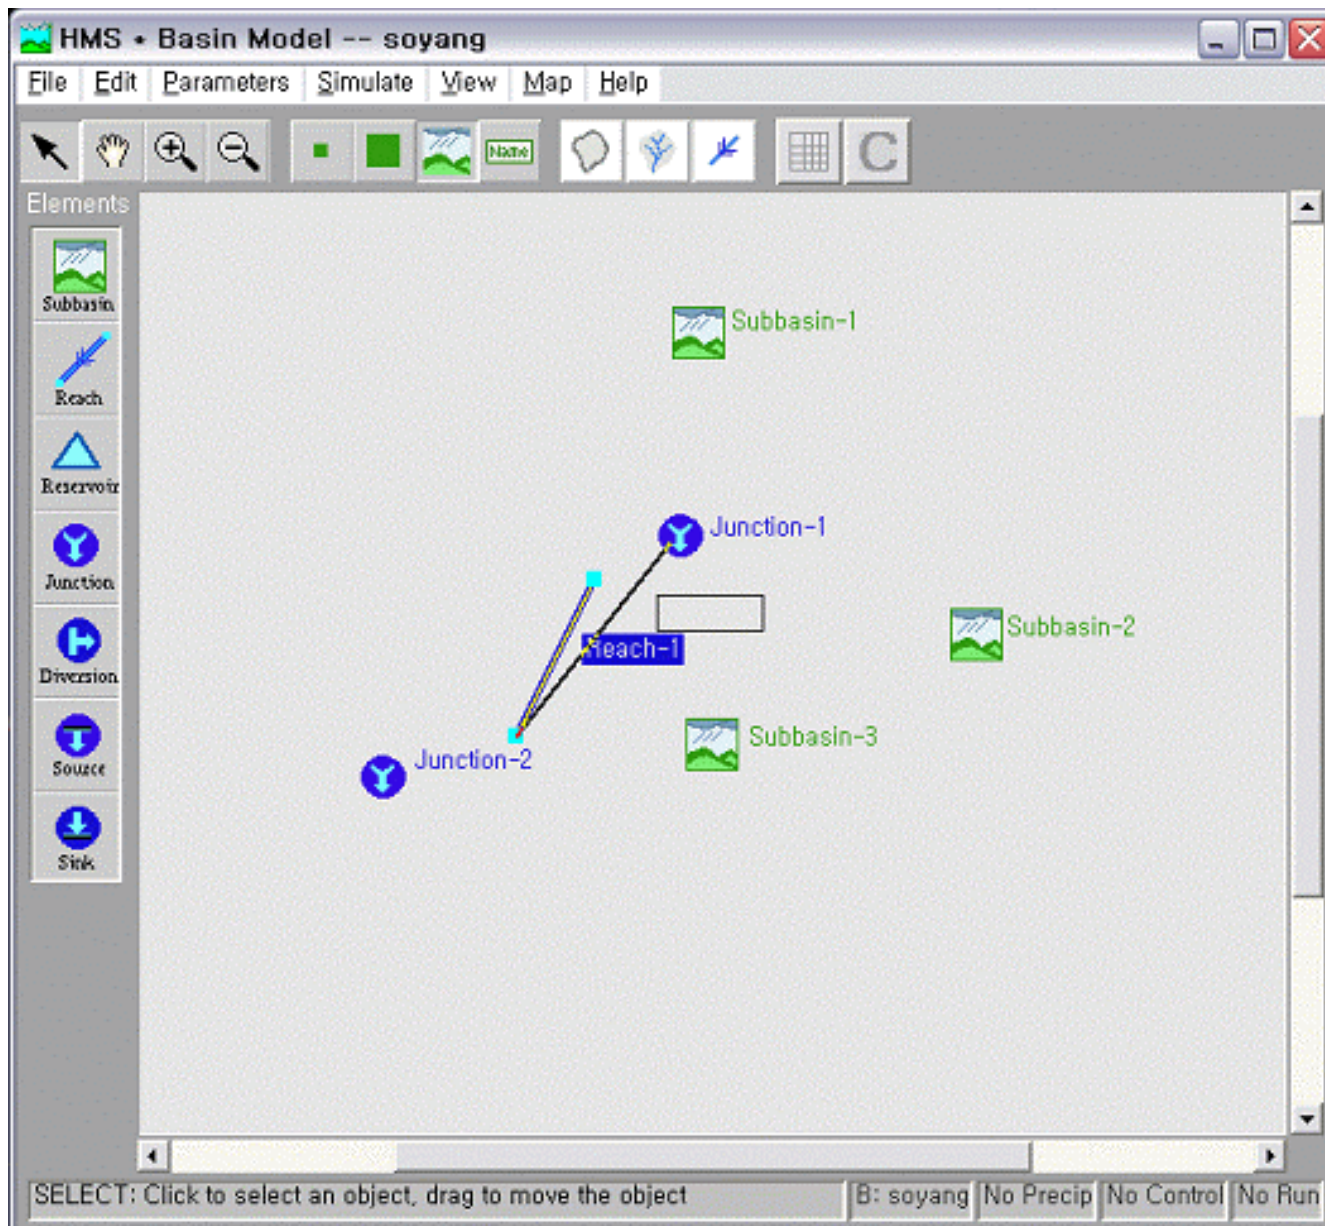 HMS • Basin Model -- soyang
File Edit Parameters Simulate View Map Help
Name
C
Elements
Subbasin
Reach
Reservoir
Junction
Diversion
Source
Sink
Subbasin-1
Junction-1
Subbasin-2
Reach-1
Subbasin-3
Junction-2
SELECT: Click to select an object, drag to move the object
B: soyang No Precip No Control No Run